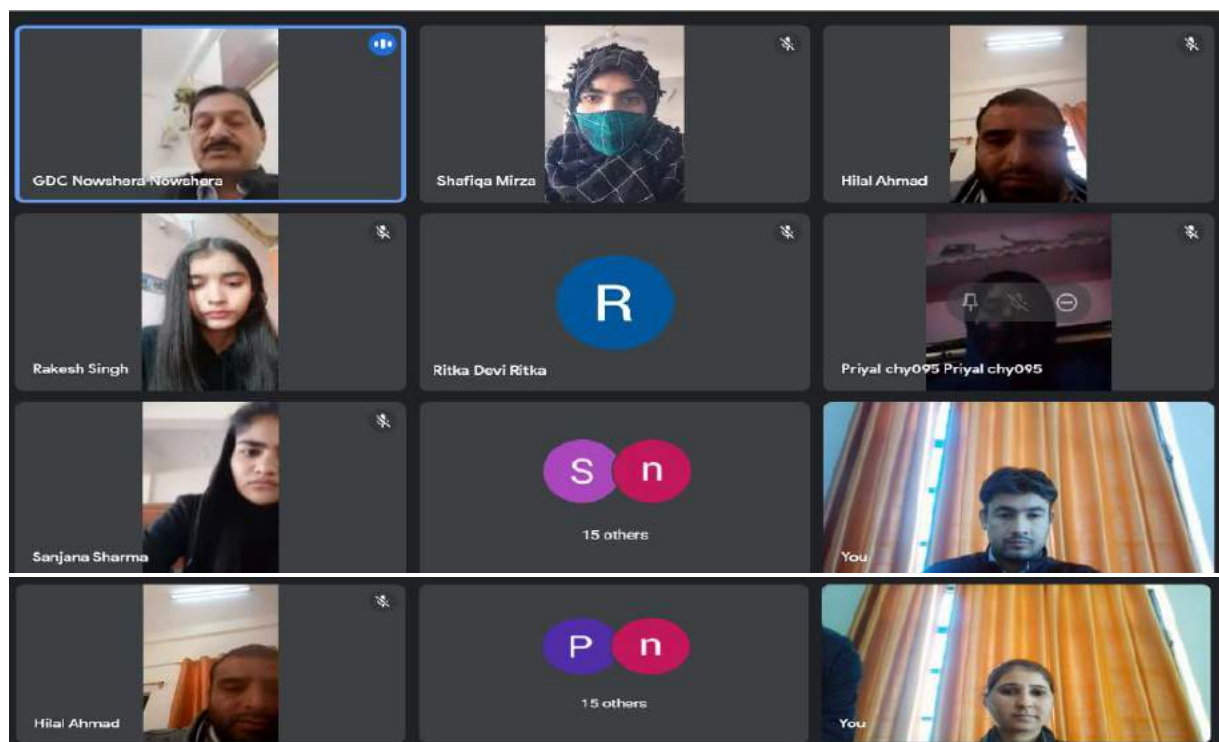 GDC Nowshera Nowshera
Shafiqa Mirza
Hilal Ahmad
Rakesh Singh
R
Ritka Devi Ritka
Priyal chy095 Priyal chy095
Sanjana Sharma
S n
15 others
You
Hilal Ahmad
P n
15 others
You